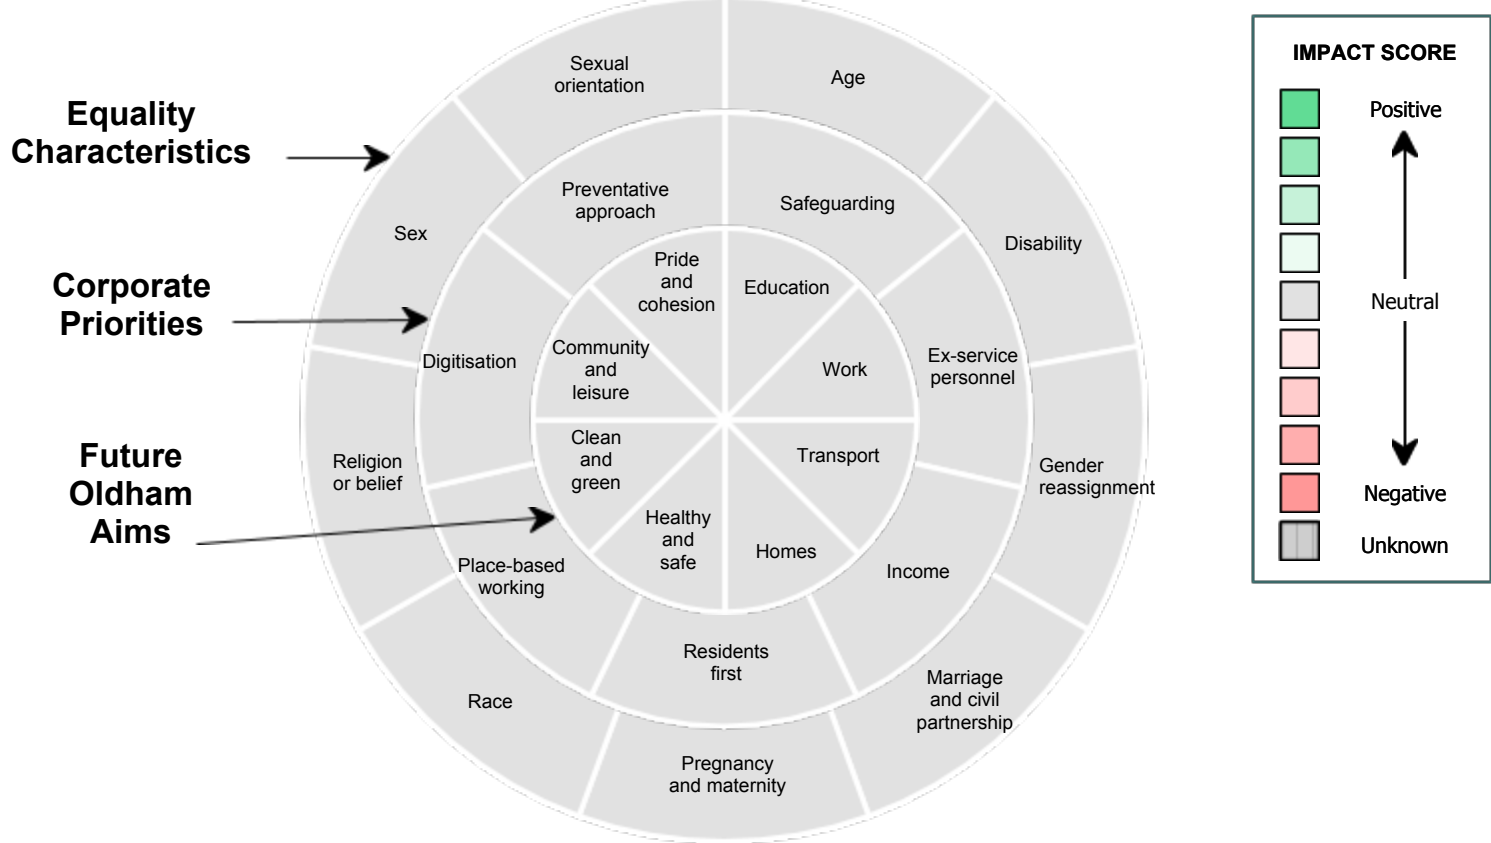 Equality
Characteristics
Corporate
Priorities
Future
Oldham
Aims
Sexual
orientation
Age
Sex
Disability
Religion
or belief
Gender
reassignment
Race
Marriage
and civil
partnership
Pregnancy
and maternity
Preventative
approach
Safeguarding
Digitisation
Ex-service
personnel
Place-based
working
Income
Residents
first
Pride
and
cohesion
Education
Community
and
leisure
Work
Clean
and
green
Transport
Healthy
and
safe
Homes
IMPACT SCORE
Positive
Neutral
Negative
Unknown